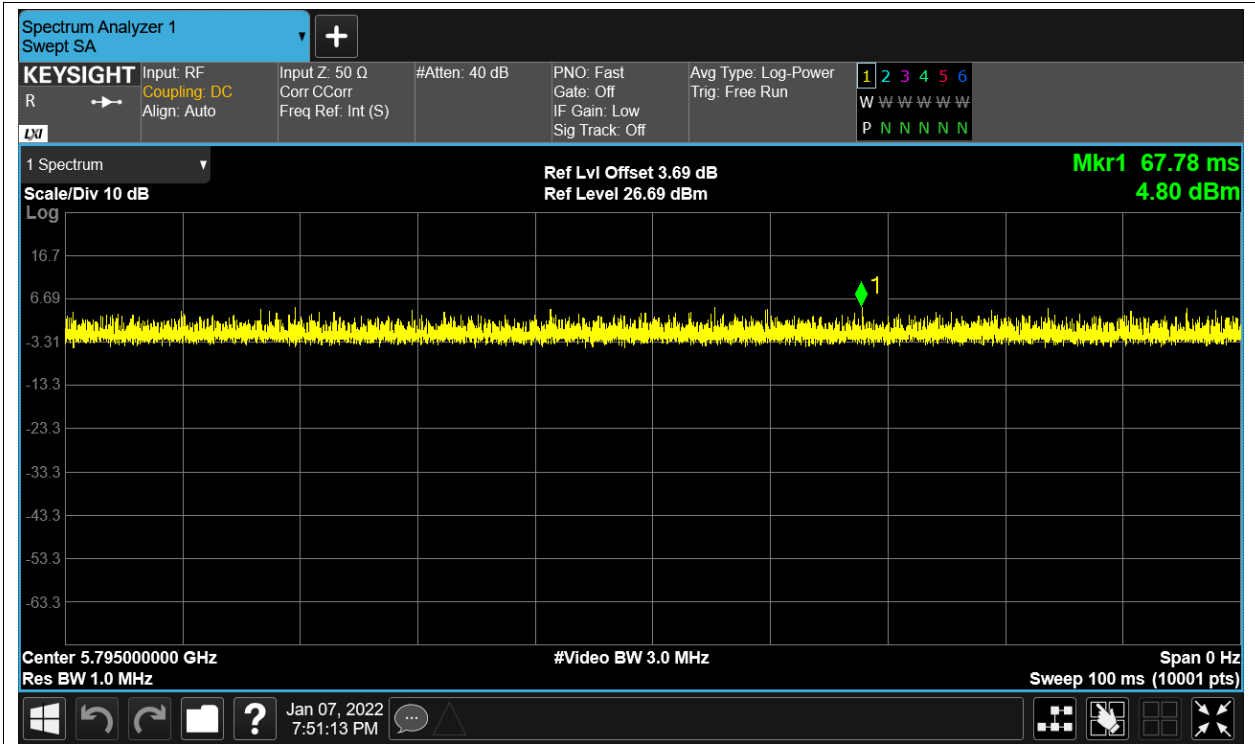 Spectrum Analyzer 1
Swept SA
KEYSIGHT
R
LXI
Input: RF
Coupling: DC
Align: Auto
Input Z: 50 Ω
Corr CCorr
Freq Ref: Int (S)
#Atten: 40 dB
PNO: Fast
Gate: Off
IF Gain: Low
Sig Track: Off
Avg Type: Log-Power
Trig: Free Run
1 2 3 4 5 6
W W W W W W
P N N N N N
1 Spectrum
Scale/Div 10 dB
Ref Lvl Offset 3.69 dB
Ref Level 26.69 dBm
Mkr1 67.78 ms
4.80 dBm
Log
16.7
6.69
-3.31
-13.3
-23.3
-33.3
-43.3
-53.3
-63.3
1
Center 5.795000000 GHz
Res BW 1.0 MHz
#Video BW 3.0 MHz
Span 0 Hz
Sweep 100 ms (10001 pts)
?
Jan 07, 2022
7:51:13 PM